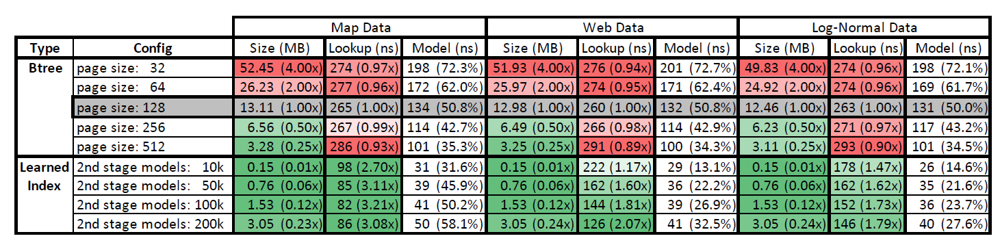 Map Data Web Data Log-Normal Data
Type Config Size (MB) Lookup (ns) Model (ns) Size (MB) Lookup (ns) Model (ns) Size (MB) Lookup (ns) Model (ns)
Btree page size: 32 52.45 (4.00x) 274 (0.97x) 198 (72.3%) 51.93 (4.00x) 276 (0.94x) 201 (72.7%) 49.83 (4.00x) 274 (0.96x) 198 (72.1%)
page size: 64 26.23 (2.00x) 277 (0.96x) 172 (62.0%) 25.97 (2.00x) 274 (0.95x) 171 (62.4%) 24.92 (2.00x) 274 (0.96x) 169 (61.7%)
page size: 128 13.11 (1.00x) 265 (1.00x) 134 (50.8%) 12.98 (1.00x) 260 (1.00x) 132 (50.8%) 12.46 (1.00x) 263 (1.00x) 131 (50.0%)
page size: 256 6.56 (0.50x) 267 (0.99x) 114 (42.7%) 6.49 (0.50x) 266 (0.98x) 114 (42.9%) 6.23 (0.50x) 271 (0.97x) 117 (43.2%)
page size: 512 3.28 (0.25x) 286 (0.93x) 101 (35.3%) 3.25 (0.25x) 291 (0.89x) 100 (34.3%) 3.11 (0.25x) 293 (0.90x) 101 (34.5%)
Learned 2nd stage models: 10k 0.15 (0.01x) 98 (2.70x) 31 (31.6%) 0.15 (0.01x) 222 (1.17x) 29 (13.1%) 0.15 (0.01x) 178 (1.47x) 26 (14.6%)
Index 2nd stage models: 50k 0.76 (0.06x) 85 (3.11x) 39 (45.9%) 0.76 (0.06x) 162 (1.60x) 36 (22.2%) 0.76 (0.06x) 162 (1.62x) 35 (21.6%)
2nd stage models: 100k 1.53 (0.12x) 82 (3.21x) 41 (50.2%) 1.53 (0.12x) 144 (1.81x) 39 (26.9%) 1.53 (0.12x) 152 (1.73x) 36 (23.7%)
2nd stage models: 200k 3.05 (0.23x) 86 (3.08x) 50 (58.1%) 3.05 (0.24x) 126 (2.07x) 41 (32.5%) 3.05 (0.24x) 146 (1.79x) 40 (27.6%)